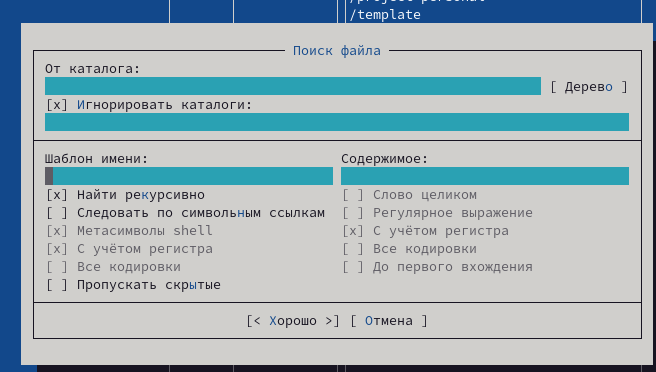 /template
Поиск файла
От каталога:
[ Дерево ]
[x] Игнорировать каталоги:
Шаблон имени:
Содержимое:
[x] Найти рекурсивно
[ ] Следовать по символьным ссылкам
[x] Метасимволы shell
[x] С учётом регистра
[ ] Все кодировки
[ ] Пропускать скрытые
[ ] Слово целиком
[ ] Регулярное выражение
[x] С учётом регистра
[ ] Все кодировки
[ ] До первого вхождения
[< Хорошо >] [ Отмена ]